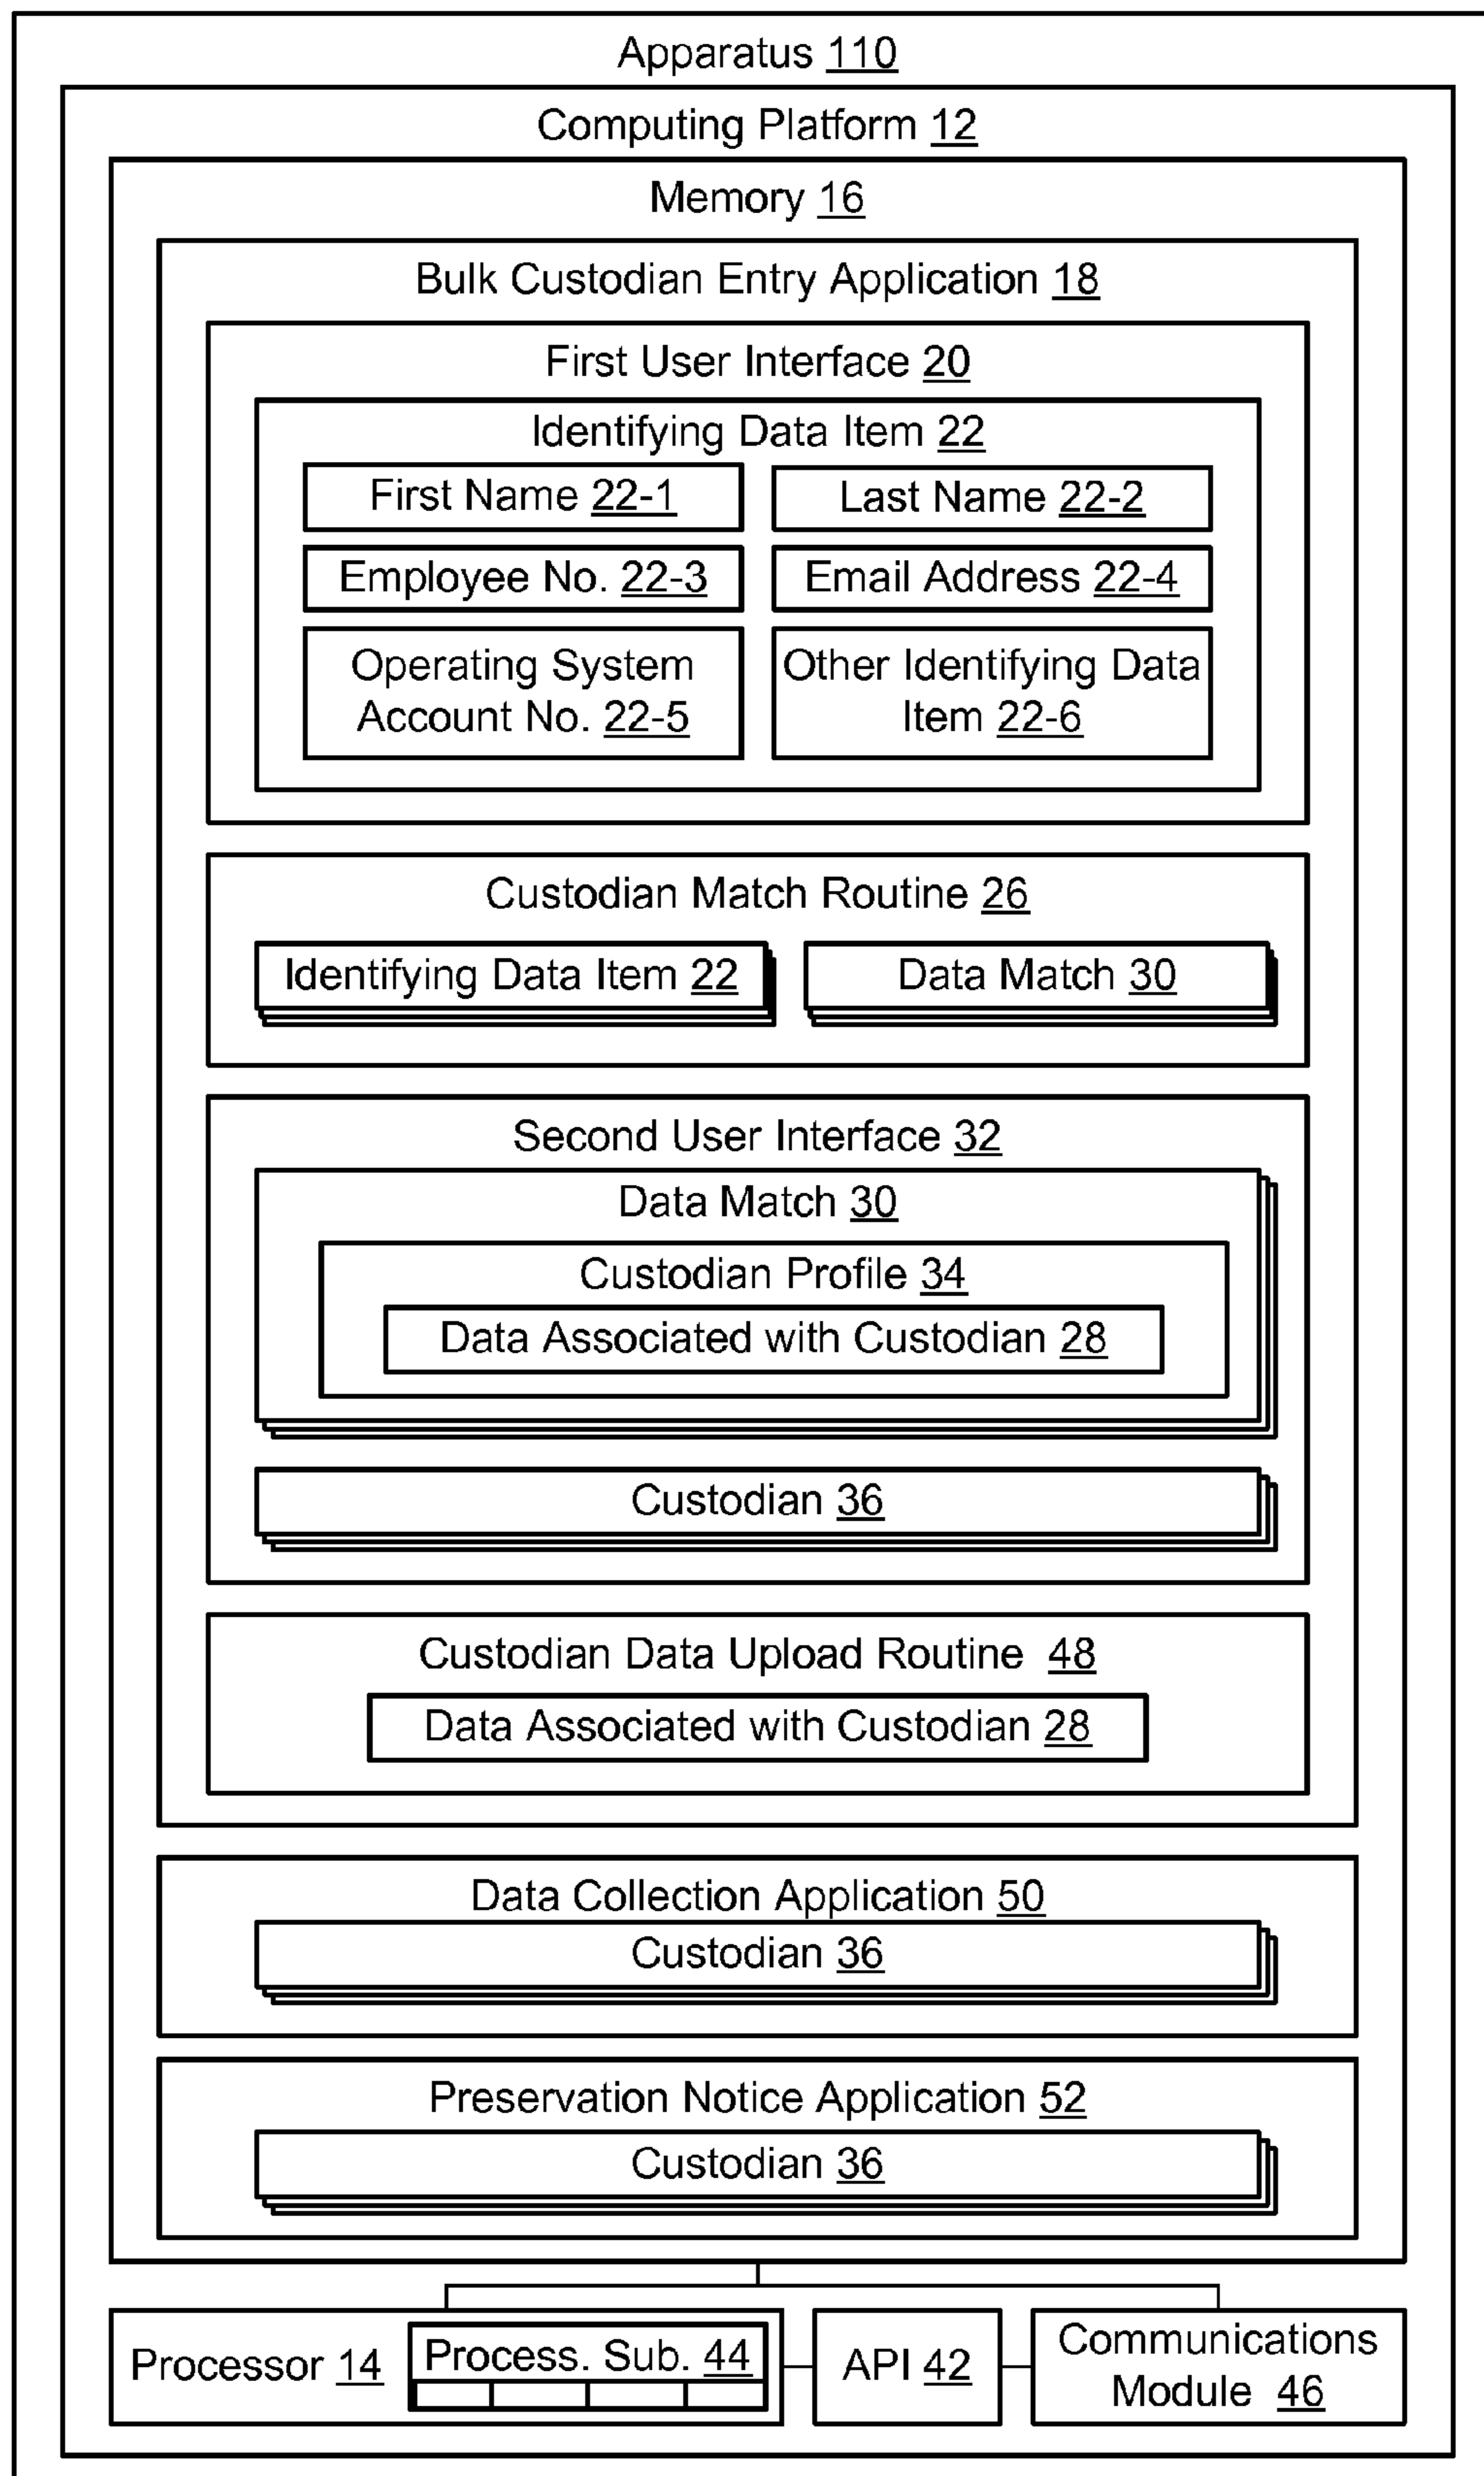 Apparatus 110
Computing Platform 12
Memory 16
Bulk Custodian Entry Application 18
First User Interface 20
Identifying Data Item 22
First Name 22-1
Last Name 22-2
Employee No. 22-3
Email Address 22-4
Operating System
Account No. 22-5
Other Identifying Data
Item 22-6
Custodian Match Routine 26
Identifying Data Item 22
Data Match 30
Second User Interface 32
Data Match 30
Custodian Profile 34
Data Associated with Custodian 28
Custodian 36
Custodian Data Upload Routine 48
Data Associated with Custodian 28
Data Collection Application 50
Custodian 36
Preservation Notice Application 52
Custodian 36
Processor 14
Process. Sub. 44
API 42
Communications
Module 46